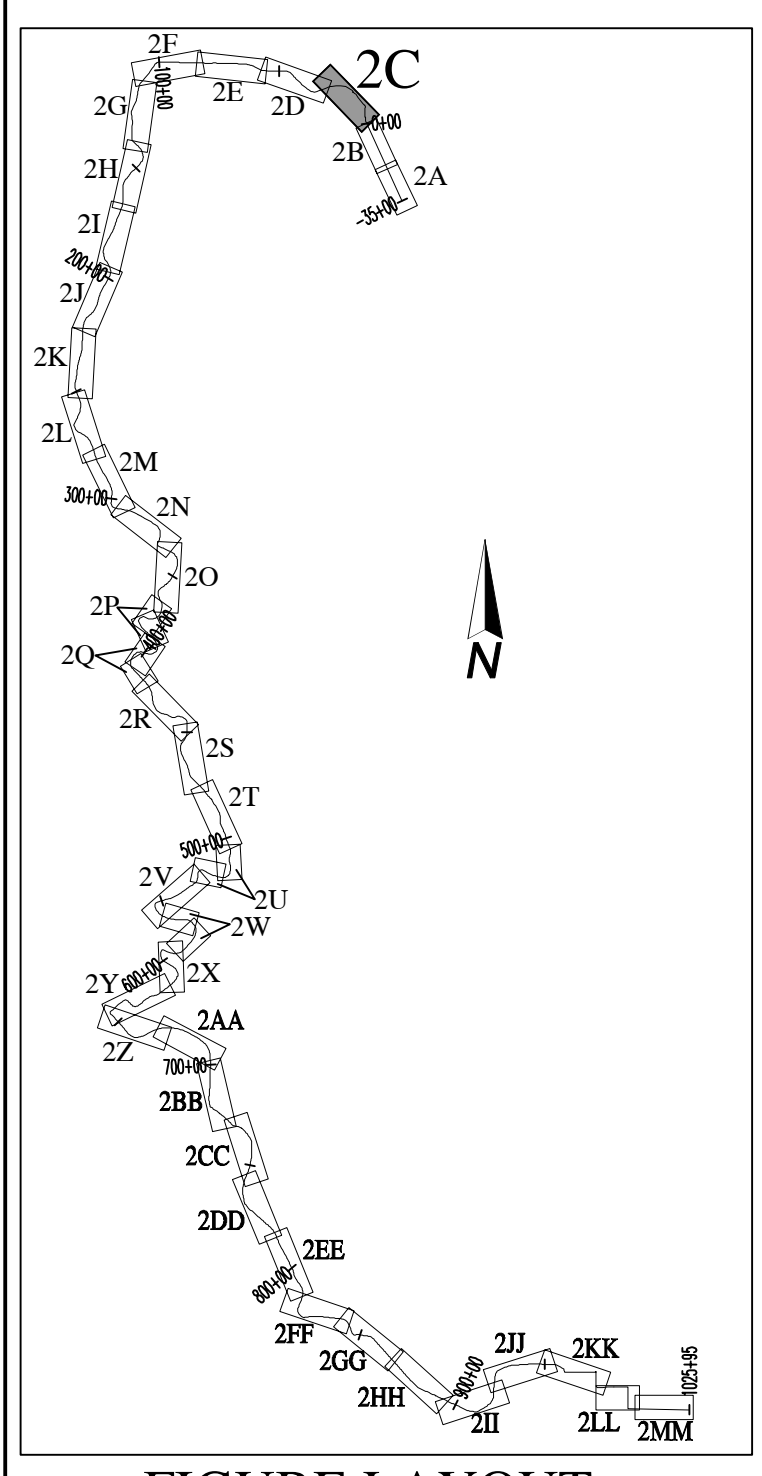 2F
2C
2E
2D
100+00
2G
0+00
2B
2H
2A
-35+00
2I
200+00
2J
2K
2L
2M
300+00
2N
2O
2P
400+00
2Q
2R
2S
2T
500+00
2V
2U
2W
2Y
600+00
2X
2AA
2Z
700+00
2BB
2CC
2DD
2EE
800+00
2FF
2GG
2JJ
2KK
2HH
900+00
1025+95
2II
2LL
2MM
N
FIGURE LAYOUT